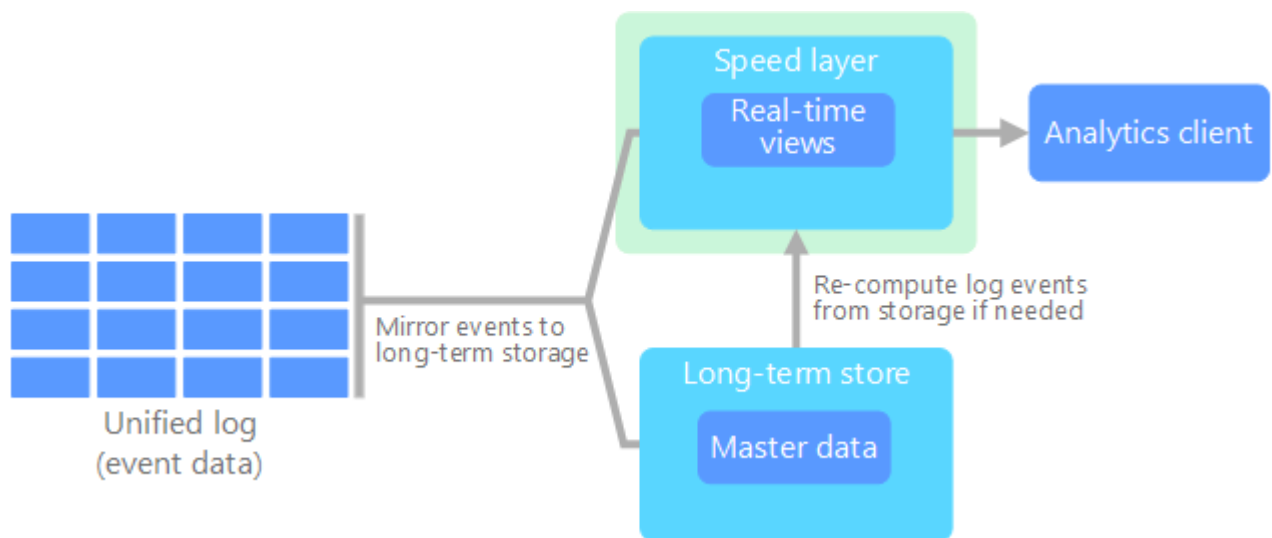 Speed layer
Real-time
views
Analytics client
Re-compute log events
from storage if needed
Mirror events to
long-term storage
Long-term store
Master data
Unified log
(event data)